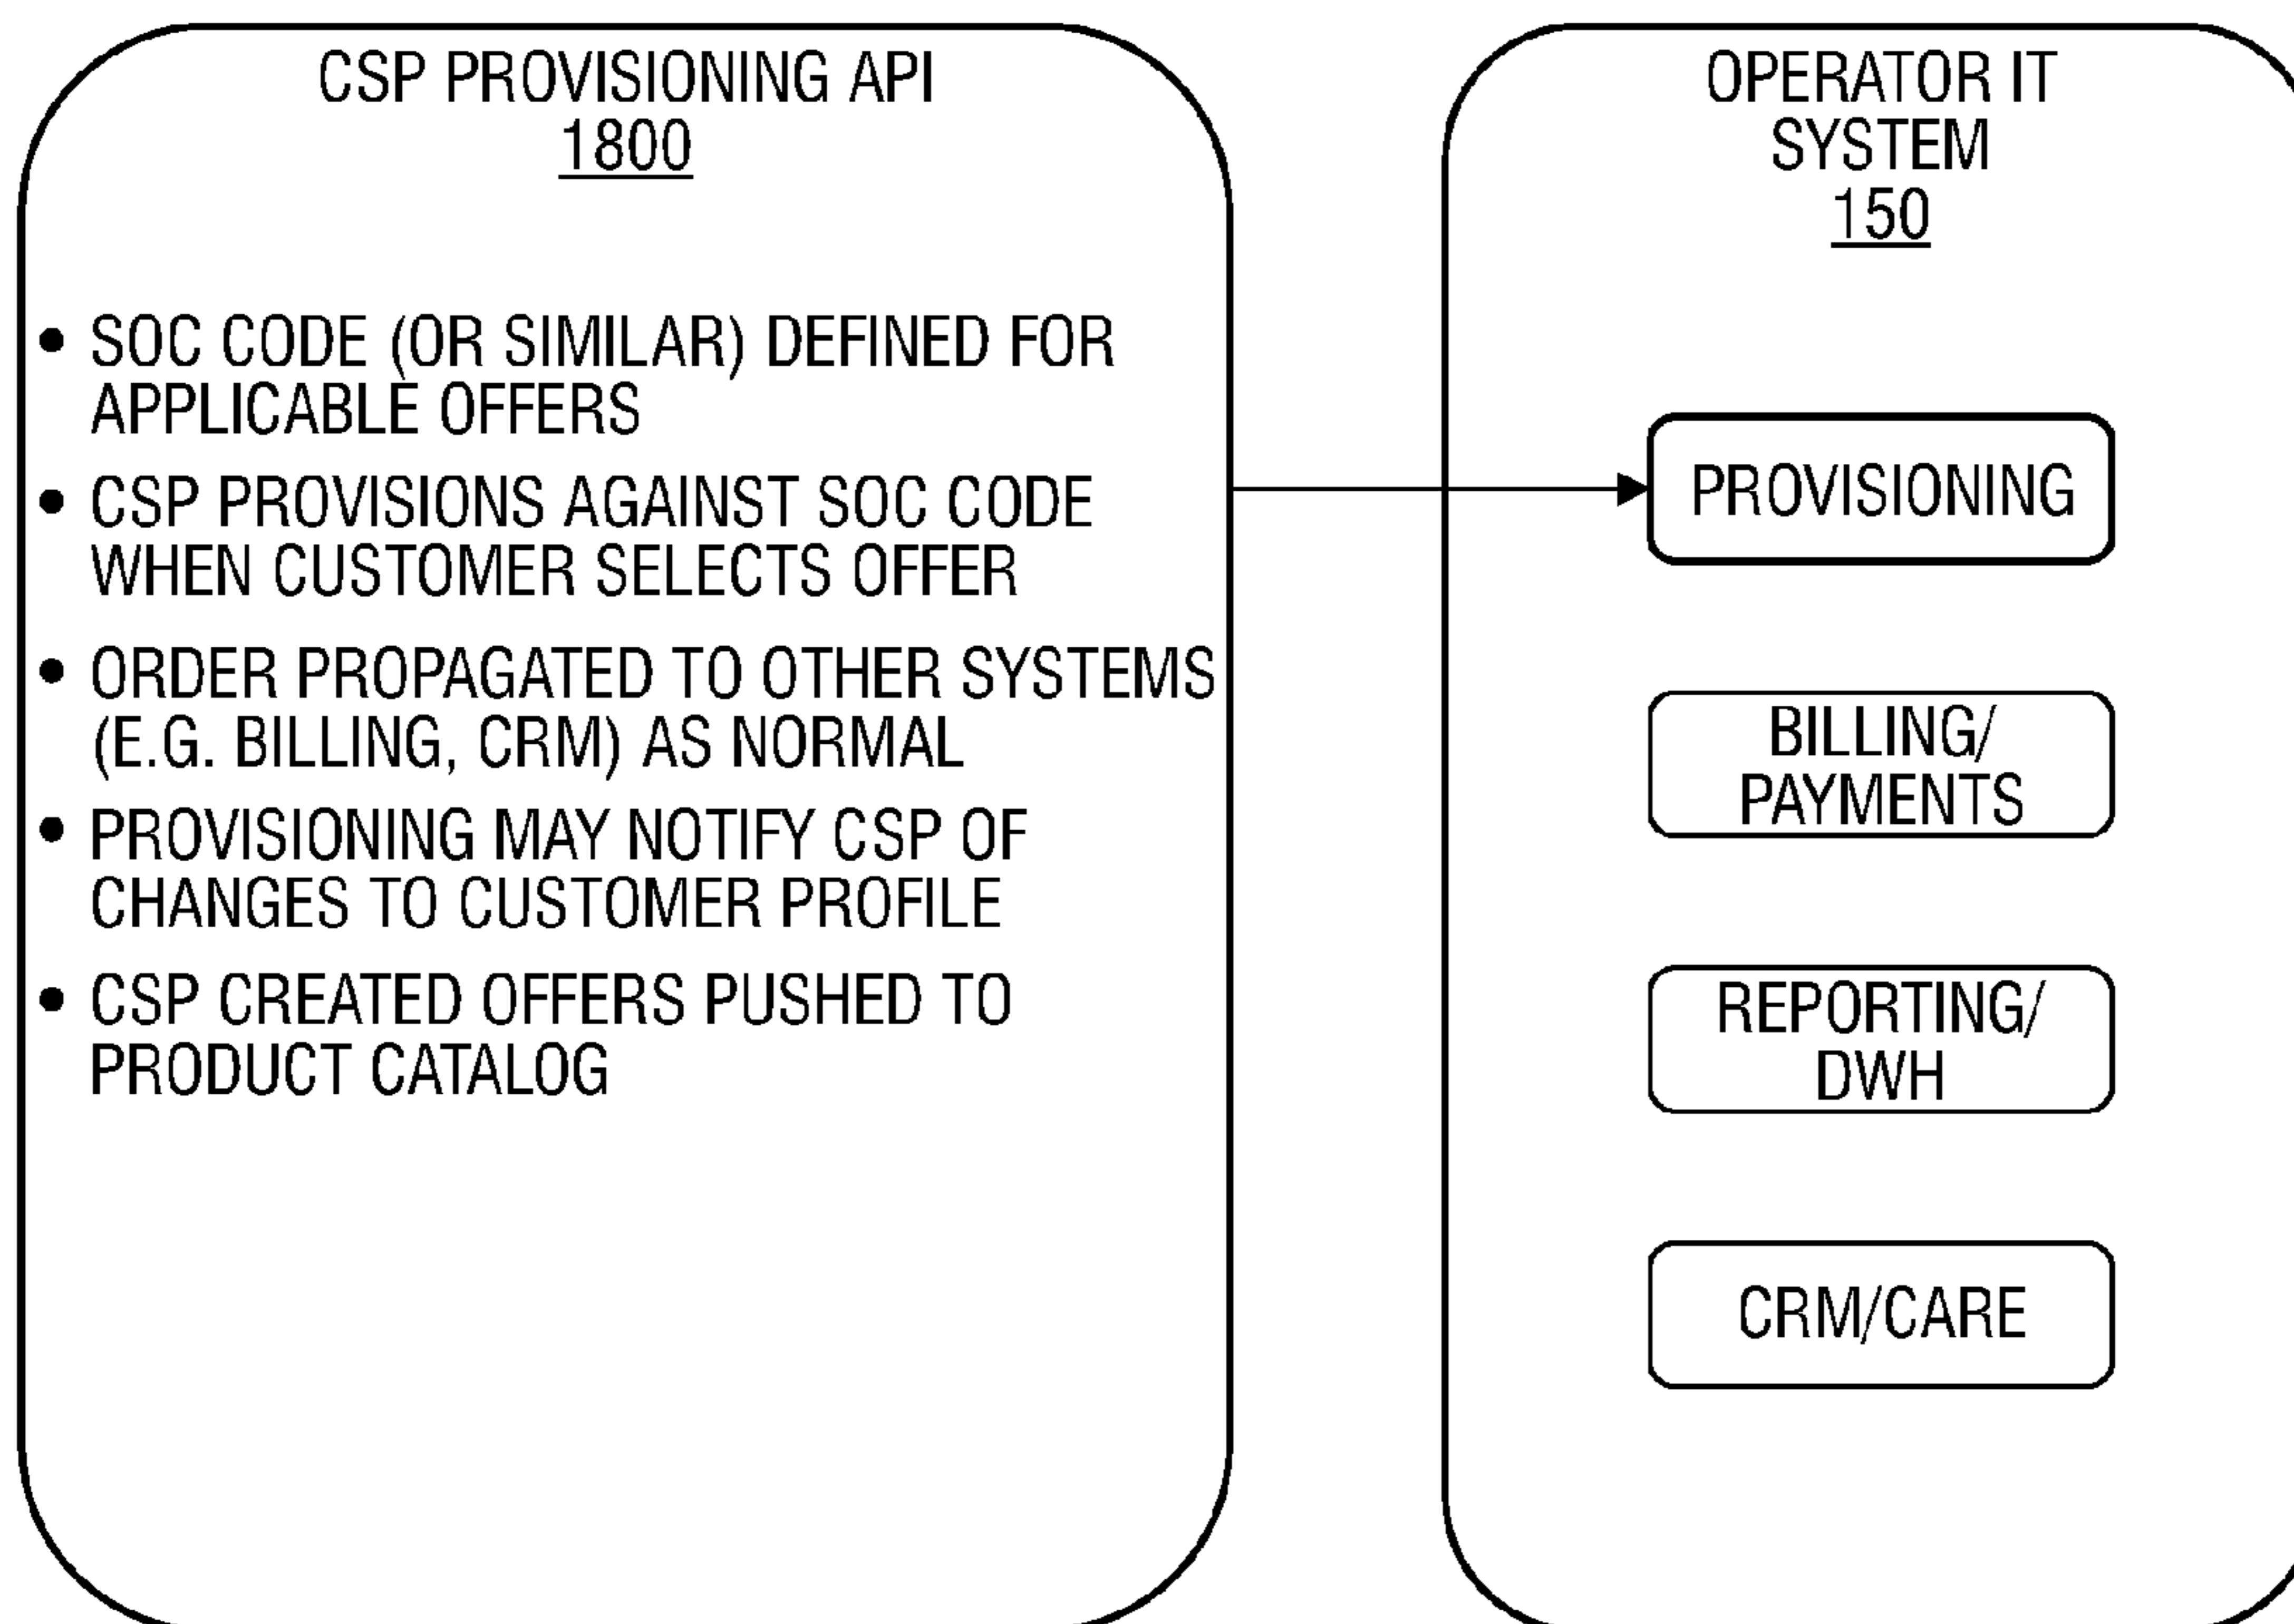 CSP PROVISIONING API
1800
• SOC CODE (OR SIMILAR) DEFINED FOR
APPLICABLE OFFERS
• CSP PROVISIONS AGAINST SOC CODE
WHEN CUSTOMER SELECTS OFFER
• ORDER PROPAGATED TO OTHER SYSTEMS
(E.G. BILLING, CRM) AS NORMAL
• PROVISIONING MAY NOTIFY CSP OF
CHANGES TO CUSTOMER PROFILE
• CSP CREATED OFFERS PUSHED TO
PRODUCT CATALOG
OPERATOR IT
SYSTEM
150
PROVISIONING
BILLING/
PAYMENTS
REPORTING/
DWH
CRM/CARE